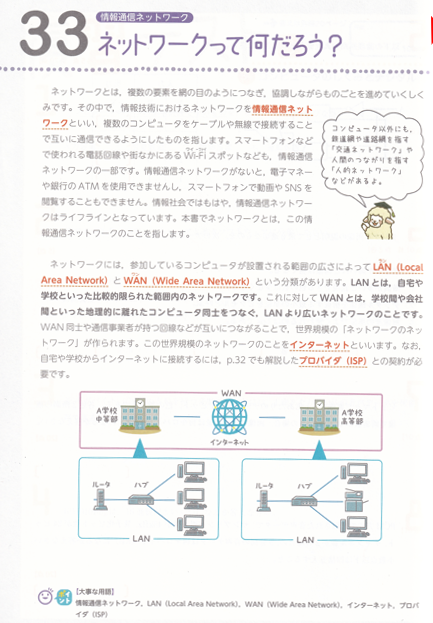 33
情報通信ネットワーク
ネットワークって何だろう？
ネットワークとは，複数の要素を網の目のようにつなぎ，協調しながらものごとを進めていくしく
みです。その中で，情報技術におけるネットワークを情報通信ネット
ワークといい，複数のコンピュータをケーブルや無線で接続すること
で互いに通信できるようにしたものを指します。スマートフォンなど
で使われる電話回線や街なかにあるWi-Fiスポットなども，情報通信
ネットワークの一部です。情報通信ネットワークがないと，電子マネー
や銀行のATMを使用できませんし，スマートフォンで動画やSNSを
閲覧することもできません。情報社会ではもはや，情報通信ネットワー
クはライフラインとなっています。本書でネットワークとは，この情
報通信ネットワークのことを指します。
コンピュータ以外にも，
鉄道網や道路網を指す
「交通ネットワーク」や
人間のつながりを指す
「人的ネットワーク」
などがあるよ。
ネットワークには，参加しているコンピュータが設置される範囲の広さによってLAN（Local
Area Network）とWAN（Wide Area Network）という分類があります。LANとは，自宅や
学校といった比較的限られた範囲内のネットワークです。これに対してWANとは，学校間や会社
間といった地理的に離れたコンピュータ同士をつなぐ，LANより広いネットワークのことです。
WAN同士や通信事業者が持つ回線などが互いにつながることで，世界規模の「ネットワークのネッ
トワーク」が作られます。この世界規模のネットワークのことをインターネットといいます。なお，
自宅や学校からインターネットに接続するには，p.32でも解説したプロバイダ（ISP）との契約が必
要です。
WAN
A学校
中等部
インターネット
A学校
高等部
ルータ
ハブ
LAN
ルータ
ハブ
LAN
ポイント
【大事な用語】
情報通信ネットワーク，LAN（Local Area Network），WAN（Wide Area Network），インターネット，プロバ
イダ（ISP）